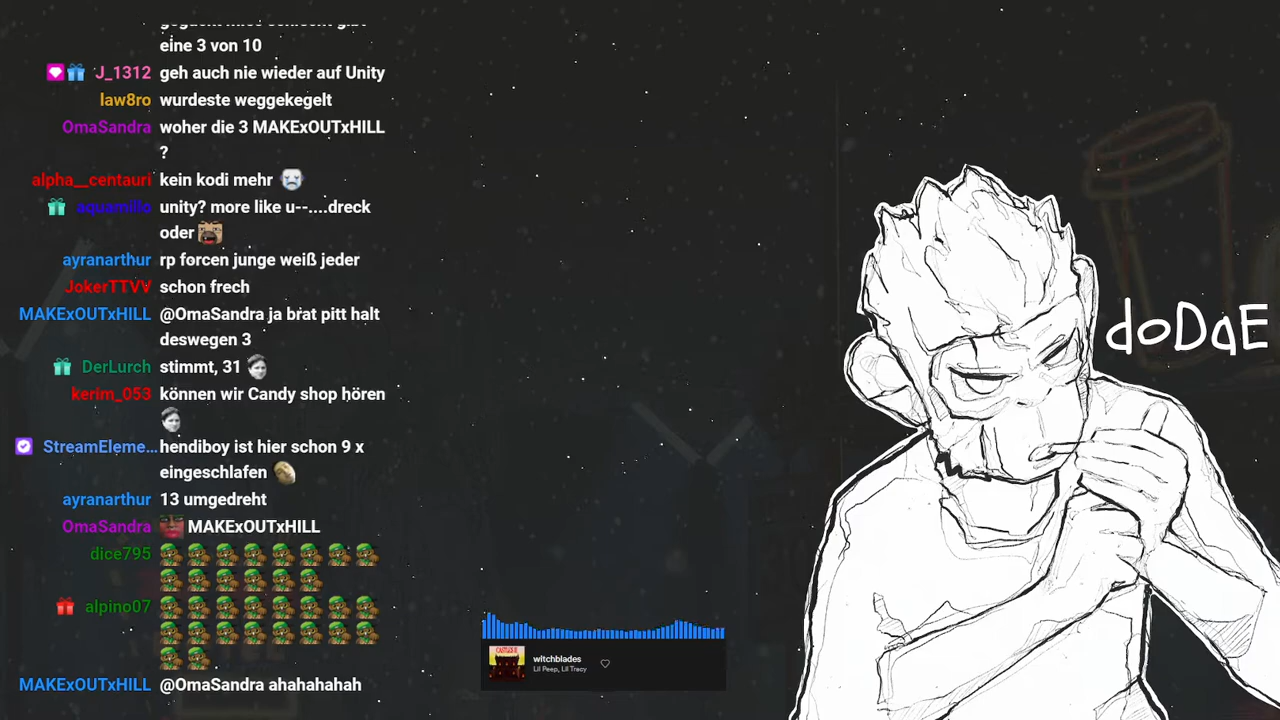 eine 3 von 10
J_1312 geh auch nie wieder auf Unity
law8ro wurdeste weggekegelt
OmaSandra woher die 3 MAKExOUTxHILL
?
alpha__centauri kein kodi mehr
aquamillo unity? more like u--....dreck
oder
ayranarthur rp forcen junge weiß jeder
JokerTTVV schon frech
MAKExOUTxHILL @OmaSandra ja brat pitt halt
deswegen 3
DerLurch stimmt, 31
kerim_053 können wir Candy shop hören
StreamEleme... hendiboy ist hier schon 9 x
eingeschlafen
ayranarthur 13 umgedreht
OmaSandra MAKExOUTxHILL
dice795
alpino07
MAKExOUTxHILL @OmaSandra ahahahahah
witchblades
Lil Peep, Lil Tracy
doDaE